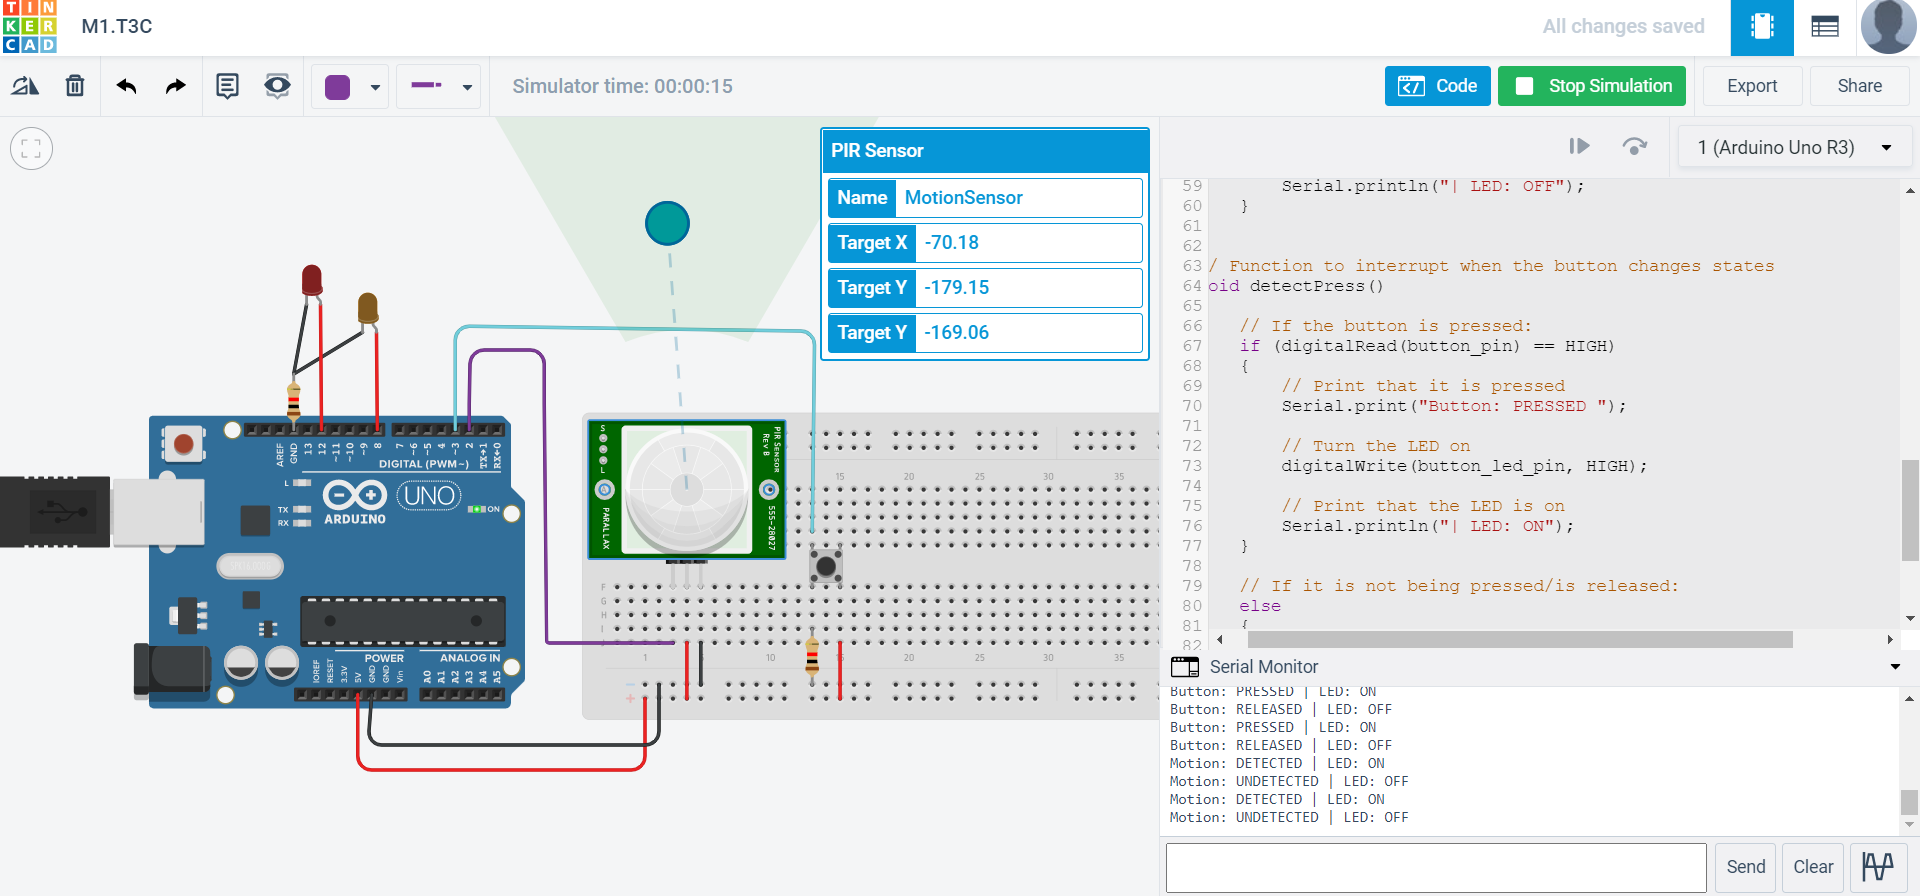 TIN
KER
CAD
M1.T3C
All changes saved
Simulator time: 00:00:15
Code
Stop Simulation
Export
Share
PIR Sensor
Name MotionSensor
Target X -70.18
Target Y -179.15
Target Y -169.06
1 (Arduino Uno R3)
59 Serial.println("| LED: OFF");
60 }
61
62
63 / Function to interrupt when the button changes states
64 oid detectPress()
65
66 // If the button is pressed:
67 if (digitalRead(button_pin) == HIGH)
68 {
69 // Print that it is pressed
70 Serial.print("Button: PRESSED ");
71
72 // Turn the LED on
73 digitalWrite(button_led_pin, HIGH);
74
75 // Print that the LED is on
76 Serial.println("| LED: ON");
77 }
78
79 // If it is not being pressed/is released:
80 else
81 {
82
Serial Monitor
Button: PRESSED | LED: ON
Button: RELEASED | LED: OFF
Button: PRESSED | LED: ON
Button: RELEASED | LED: OFF
Motion: DETECTED | LED: ON
Motion: UNDETECTED | LED: OFF
Motion: DETECTED | LED: ON
Motion: UNDETECTED | LED: OFF
Send
Clear
AREF GND 13 12 ~11 ~10 ~9 8 7 ~6 ~5 4 ~3 2 TX→1 RX←0
DIGITAL (PWM~)
L
TX
RX
UNO
ARDUINO
ON
POWER
ANALOG IN
IOREF RESET 3.3V 5V GND GND Vin A0 A1 A2 A3 A4 A5
S
L
PIR SENSOR
Rev B
PARALLAX
555-28027
15 20 25 30 35
F
G
H
I
1 10 20 25 30 35